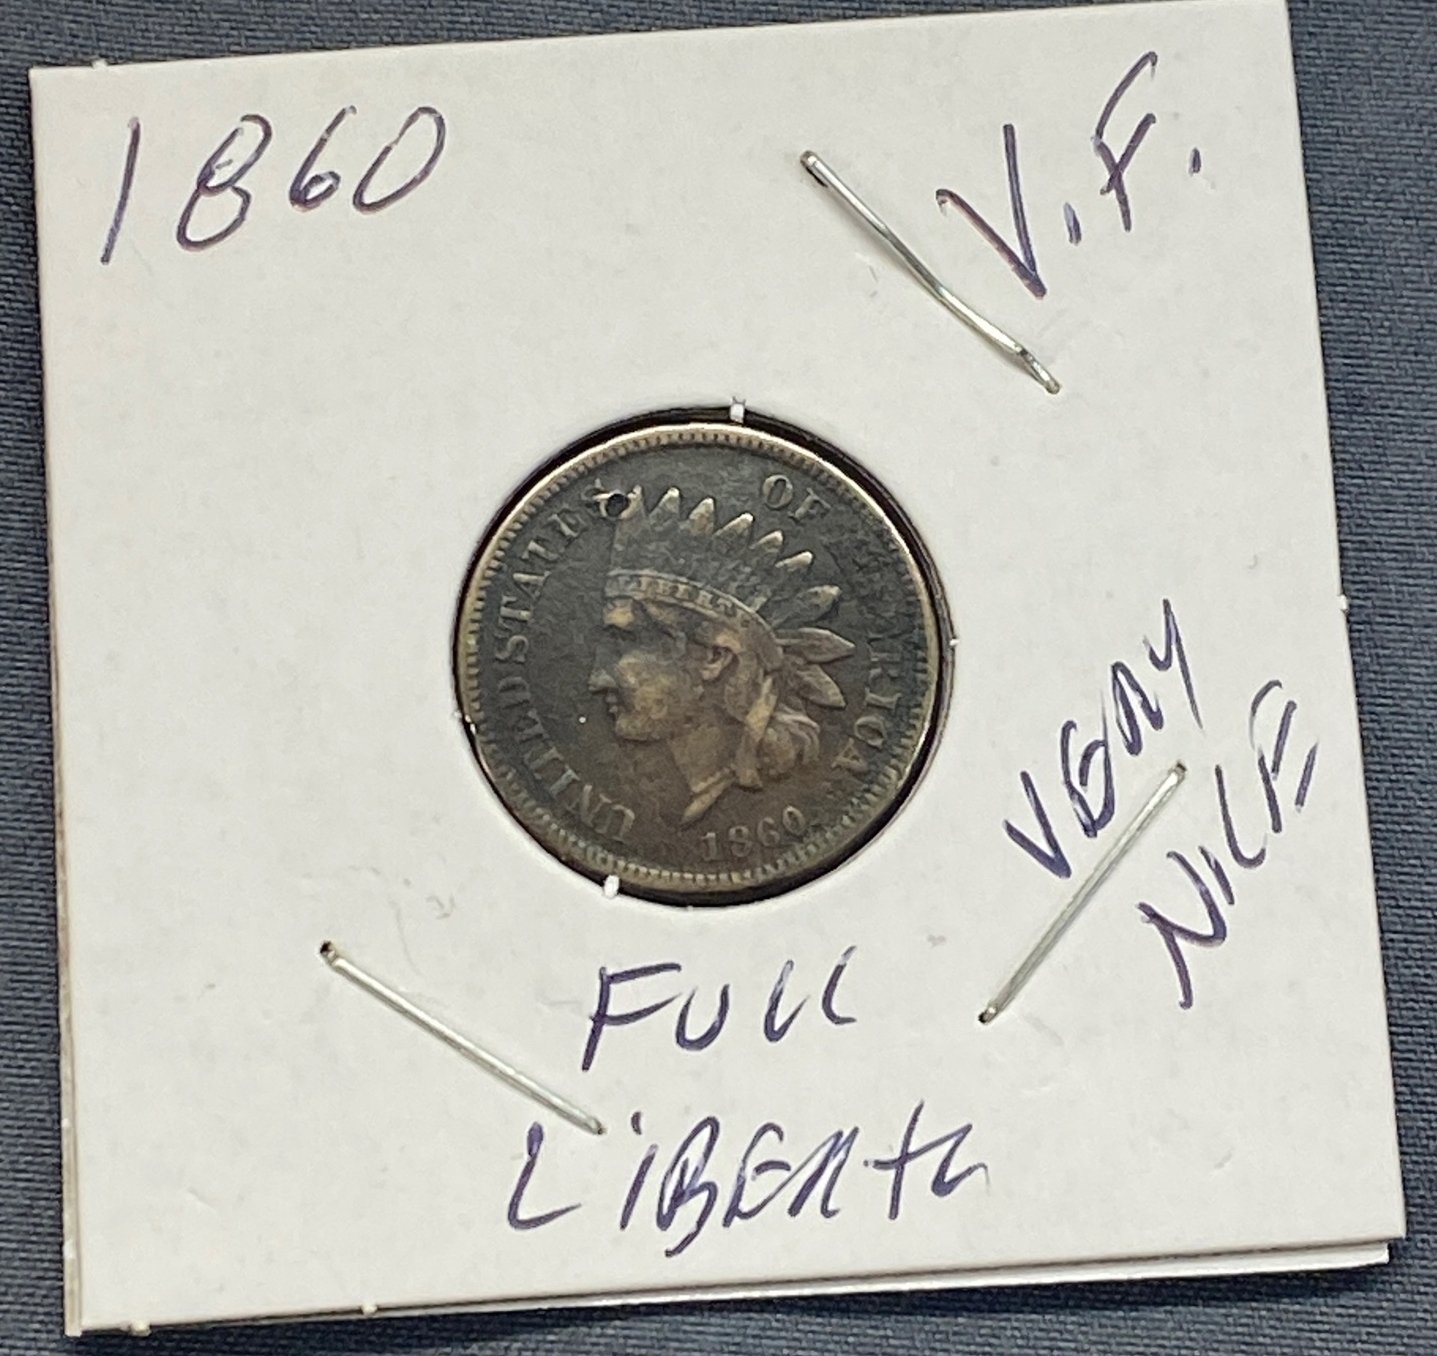 1860
V.F.
UNITED STATES OF AMERICA
LIBERTY
1860
VERY
NICE
FULL
LIBERTY